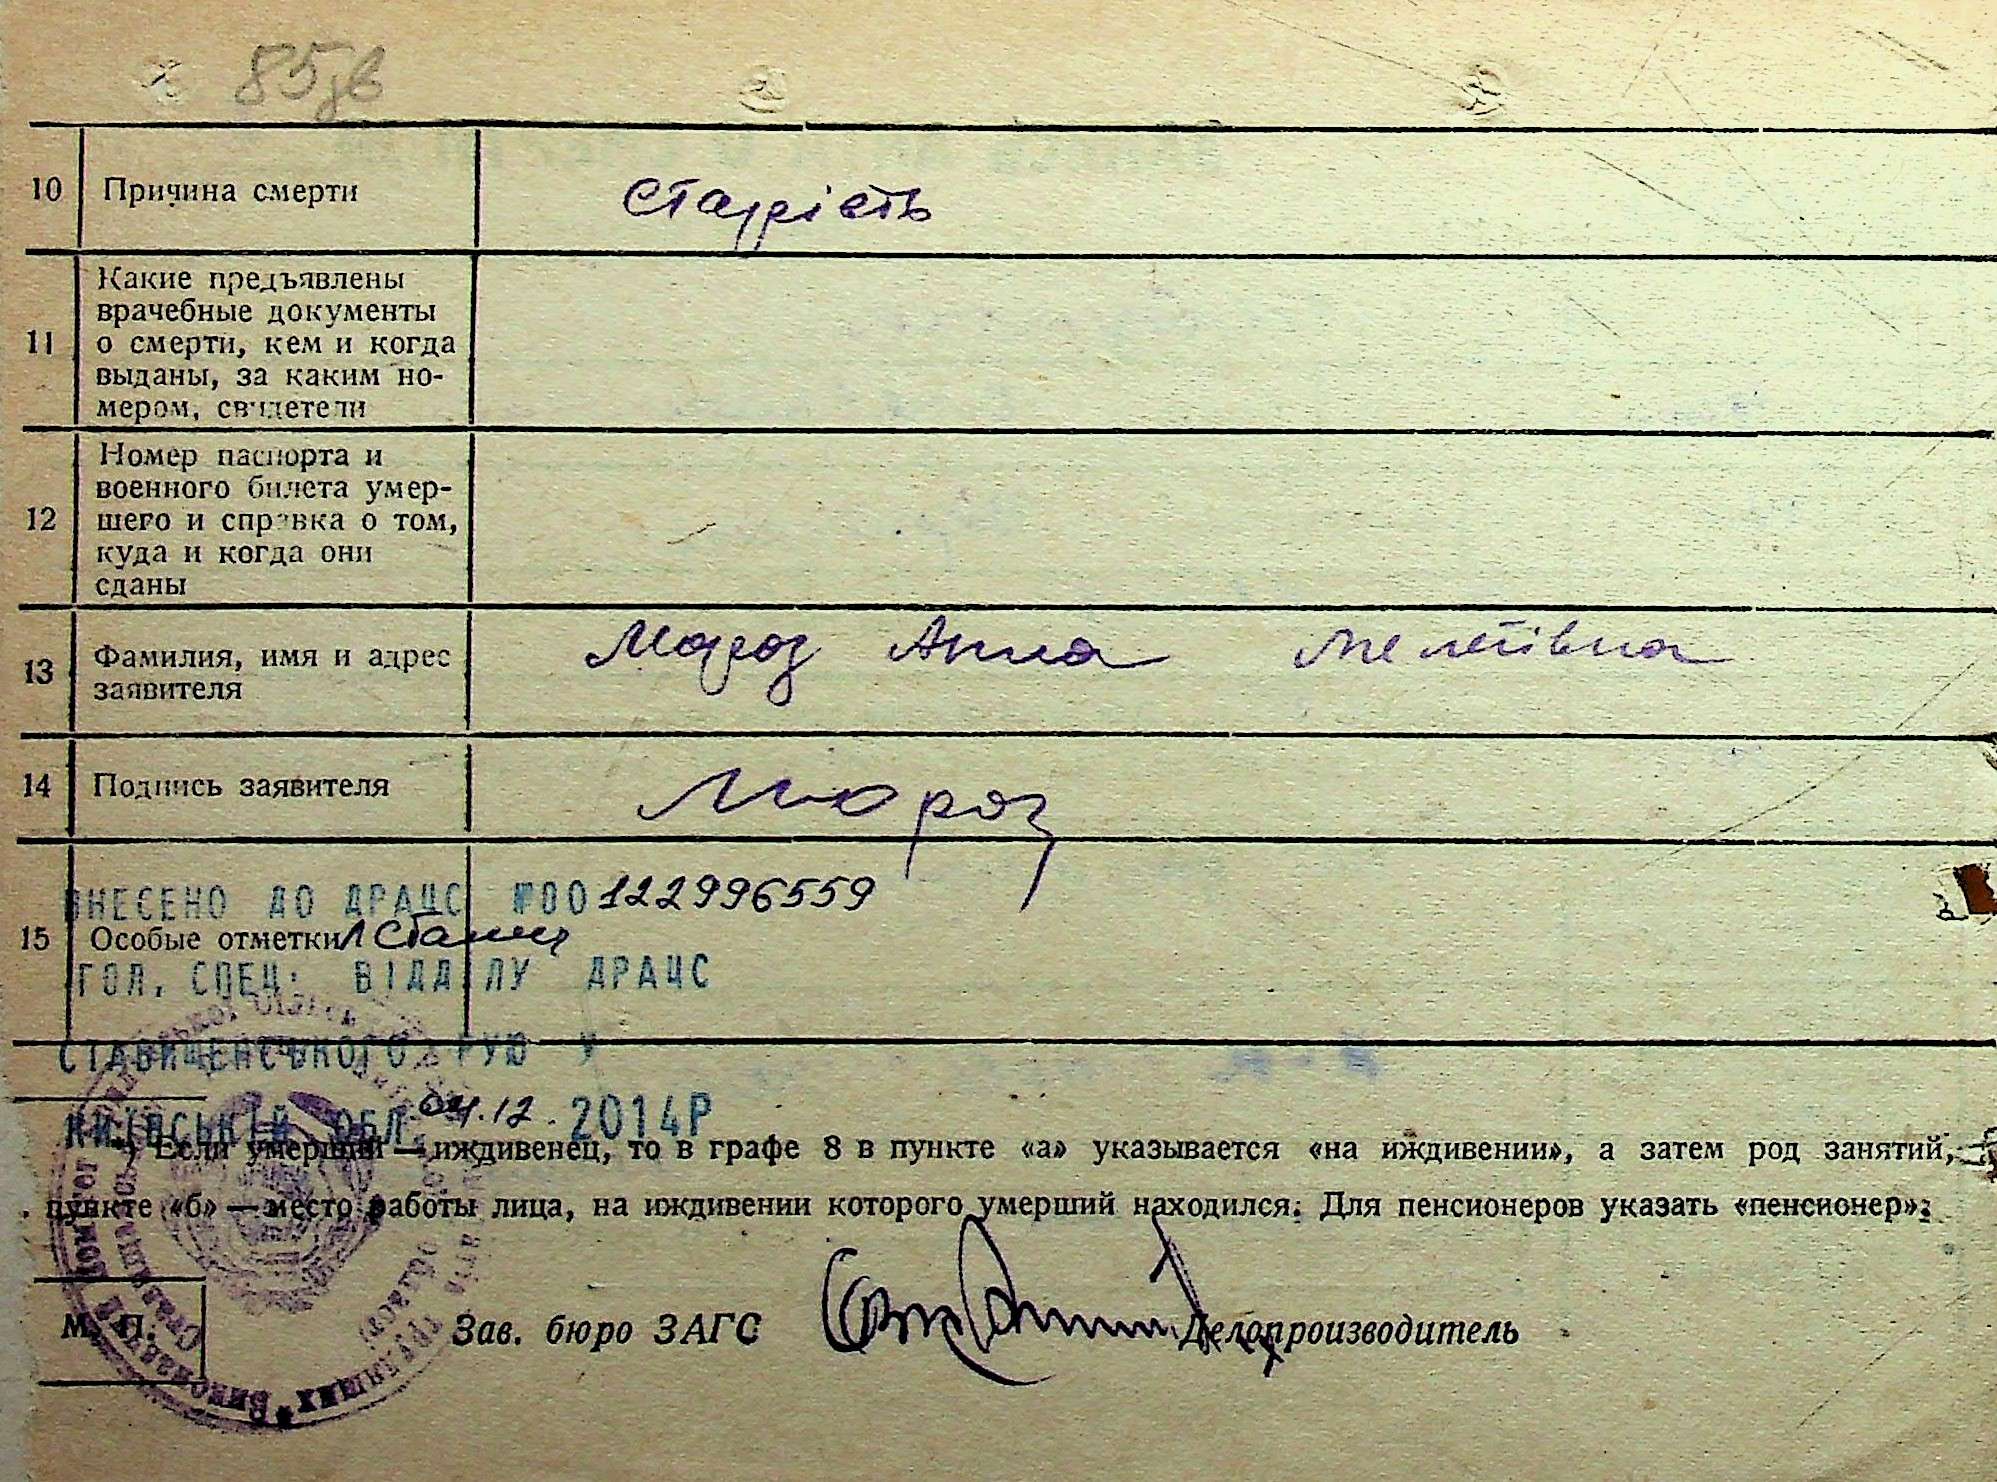 85
10 Причина смерти старість
11 Какие предъявлены
врачебные документы
о смерти, кем и когда
выданы, за каким но-
мером, свидетели
12 Номер паспорта и
военного билета умер-
шего и справка о том,
куда и когда они
сданы
13 Фамилия, имя и адрес
заявителя Мороз Анна Мелетівна
14 Подпись заявителя Мороз
ВНЕСЕНО ДО ДРАЦС №00122996559
15 Особые отметки
ГОЛ. СПЕЦ. ВІДДІЛУ ДРАЦС
СТАВИЩЕНСЬКОГО РУЮ У
КИЇВСЬКІЙ ОБЛ. 04.12.2014Р
*) Если умерший — иждивенец, то в графе 8 в пункте «а» указывается «на иждивении», а затем род занятий,
пункте «б» — место работы лица, на иждивении которого умерший находился. Для пенсионеров указать «пенсионер».
М. П. Зав. бюро ЗАГС Делопроизводитель